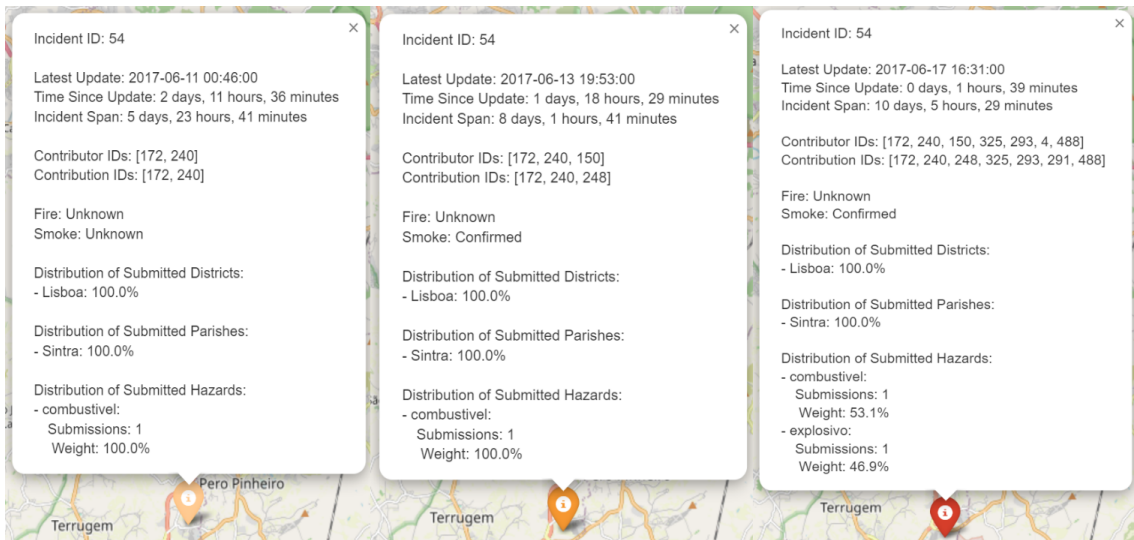 Incident ID: 54
Latest Update: 2017-06-11 00:46:00
Time Since Update: 2 days, 11 hours, 36 minutes
Incident Span: 5 days, 23 hours, 41 minutes
Contributor IDs: [172, 240]
Contribution IDs: [172, 240]
Fire: Unknown
Smoke: Unknown
Distribution of Submitted Districts:
- Lisboa: 100.0%
Distribution of Submitted Parishes:
- Sintra: 100.0%
Distribution of Submitted Hazards:
- combustivel:
Submissions: 1
Weight: 100.0%
Pero Pinheiro
Terrugem
Incident ID: 54
Latest Update: 2017-06-13 19:53:00
Time Since Update: 1 days, 18 hours, 29 minutes
Incident Span: 8 days, 1 hours, 41 minutes
Contributor IDs: [172, 240, 150]
Contribution IDs: [172, 240, 248]
Fire: Unknown
Smoke: Confirmed
Distribution of Submitted Districts:
- Lisboa: 100.0%
Distribution of Submitted Parishes:
- Sintra: 100.0%
Distribution of Submitted Hazards:
- combustivel:
Submissions: 1
Weight: 100.0%
Terrugem
Incident ID: 54
Latest Update: 2017-06-17 16:31:00
Time Since Update: 0 days, 1 hours, 39 minutes
Incident Span: 10 days, 5 hours, 29 minutes
Contributor IDs: [172, 240, 150, 325, 293, 4, 488]
Contribution IDs: [172, 240, 248, 325, 293, 291, 488]
Fire: Unknown
Smoke: Confirmed
Distribution of Submitted Districts:
- Lisboa: 100.0%
Distribution of Submitted Parishes:
- Sintra: 100.0%
Distribution of Submitted Hazards:
- combustivel:
Submissions: 1
Weight: 53.1%
- explosivo:
Submissions: 1
Weight: 46.9%
Terrugem